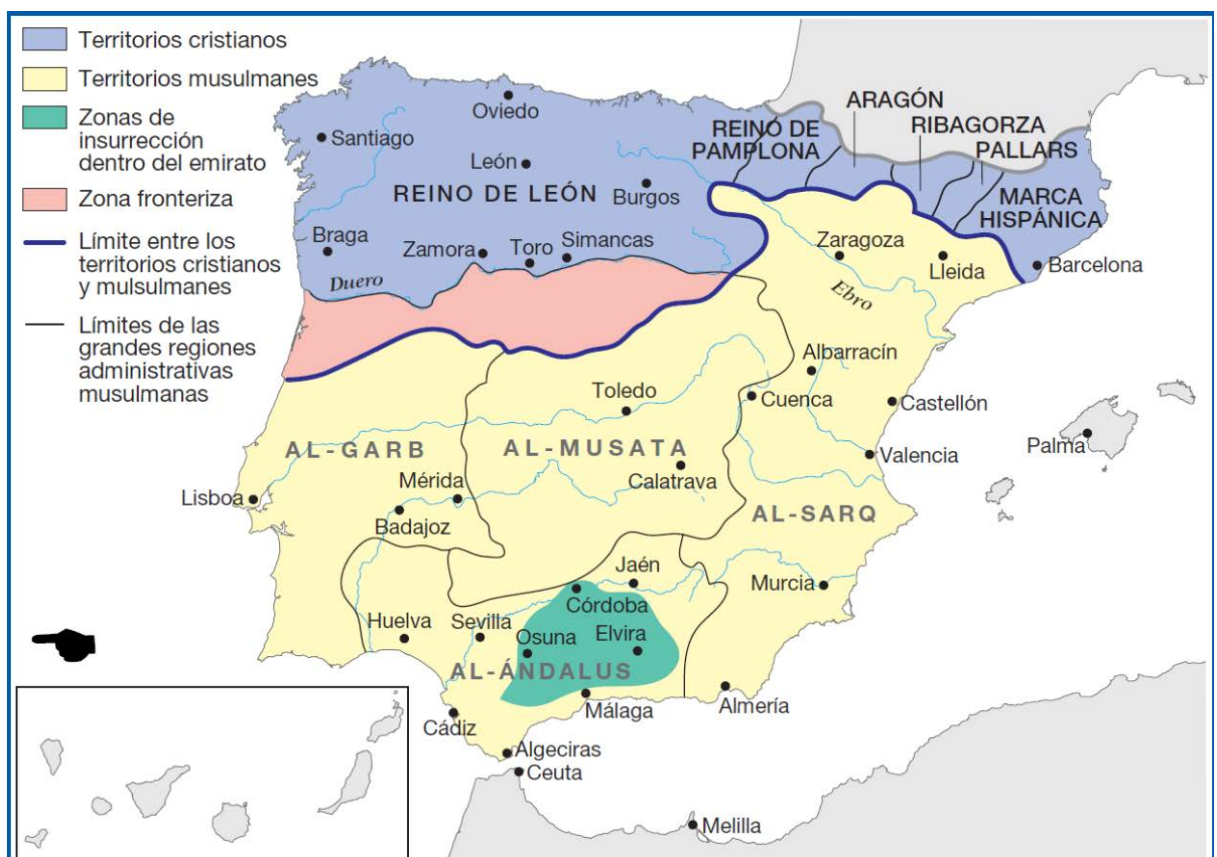 Territorios cristianos
Territorios musulmanes
Zonas de
insurrección
dentro del emirato
Zona fronteriza
Límite entre los
territorios cristianos
y mulsulmanes
Límites de las
grandes regiones
administrativas
musulmanas
Oviedo
Santiago
León
REINO DE LEÓN
Burgos
Braga
Zamora
Toro
Simancas
Duero
REINO DE
PAMPLONA
ARAGÓN
RIBAGORZA
PALLARS
MARCA
HISPÁNICA
Zaragoza
Lleida
Barcelona
Ebro
Albarracín
Toledo
Cuenca
Castellón
Palma
AL-GARB
AL-MUSATA
Valencia
Mérida
Calatrava
Lisboa
Badajoz
AL-SARQ
Jaén
Murcia
Córdoba
Huelva
Sevilla
Osuna
Elvira
AL-ÁNDALUS
Málaga
Almería
Cádiz
Algeciras
Ceuta
Melilla